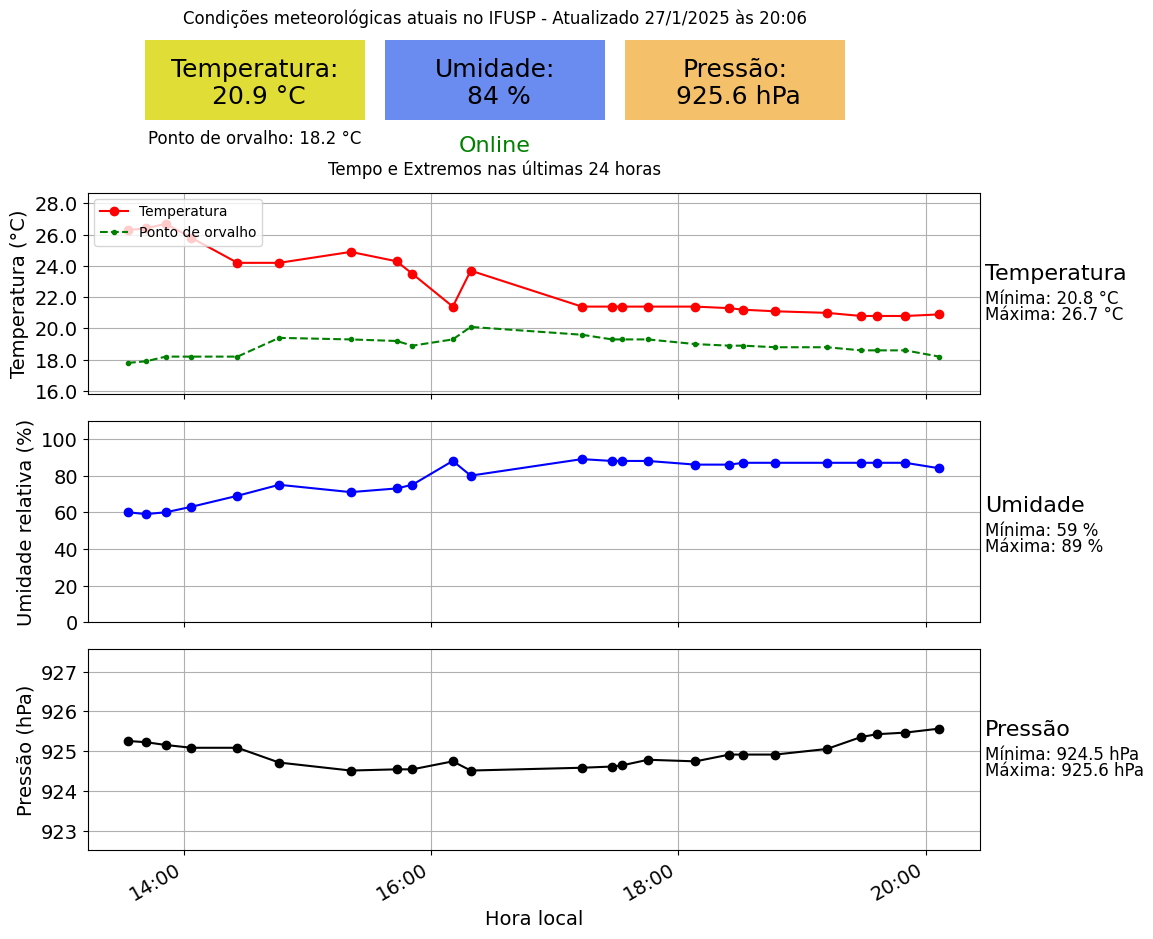 Condições meteorológicas atuais no IFUSP - Atualizado 27/1/2025 às 20:06
Temperatura:
20.9 °C
Umidade:
84 %
Pressão:
925.6 hPa
Ponto de orvalho: 18.2 °C
Online
Tempo e Extremos nas últimas 24 horas
Temperatura (°C)
28.0
26.0
24.0
22.0
20.0
18.0
16.0
Temperatura
Ponto de orvalho
Temperatura
Mínima: 20.8 °C
Máxima: 26.7 °C
Umidade relativa (%)
100
80
60
40
20
0
Umidade
Mínima: 59 %
Máxima: 89 %
Pressão (hPa)
927
926
925
924
923
Pressão
Mínima: 924.5 hPa
Máxima: 925.6 hPa
14:00
16:00
18:00
20:00
Hora local